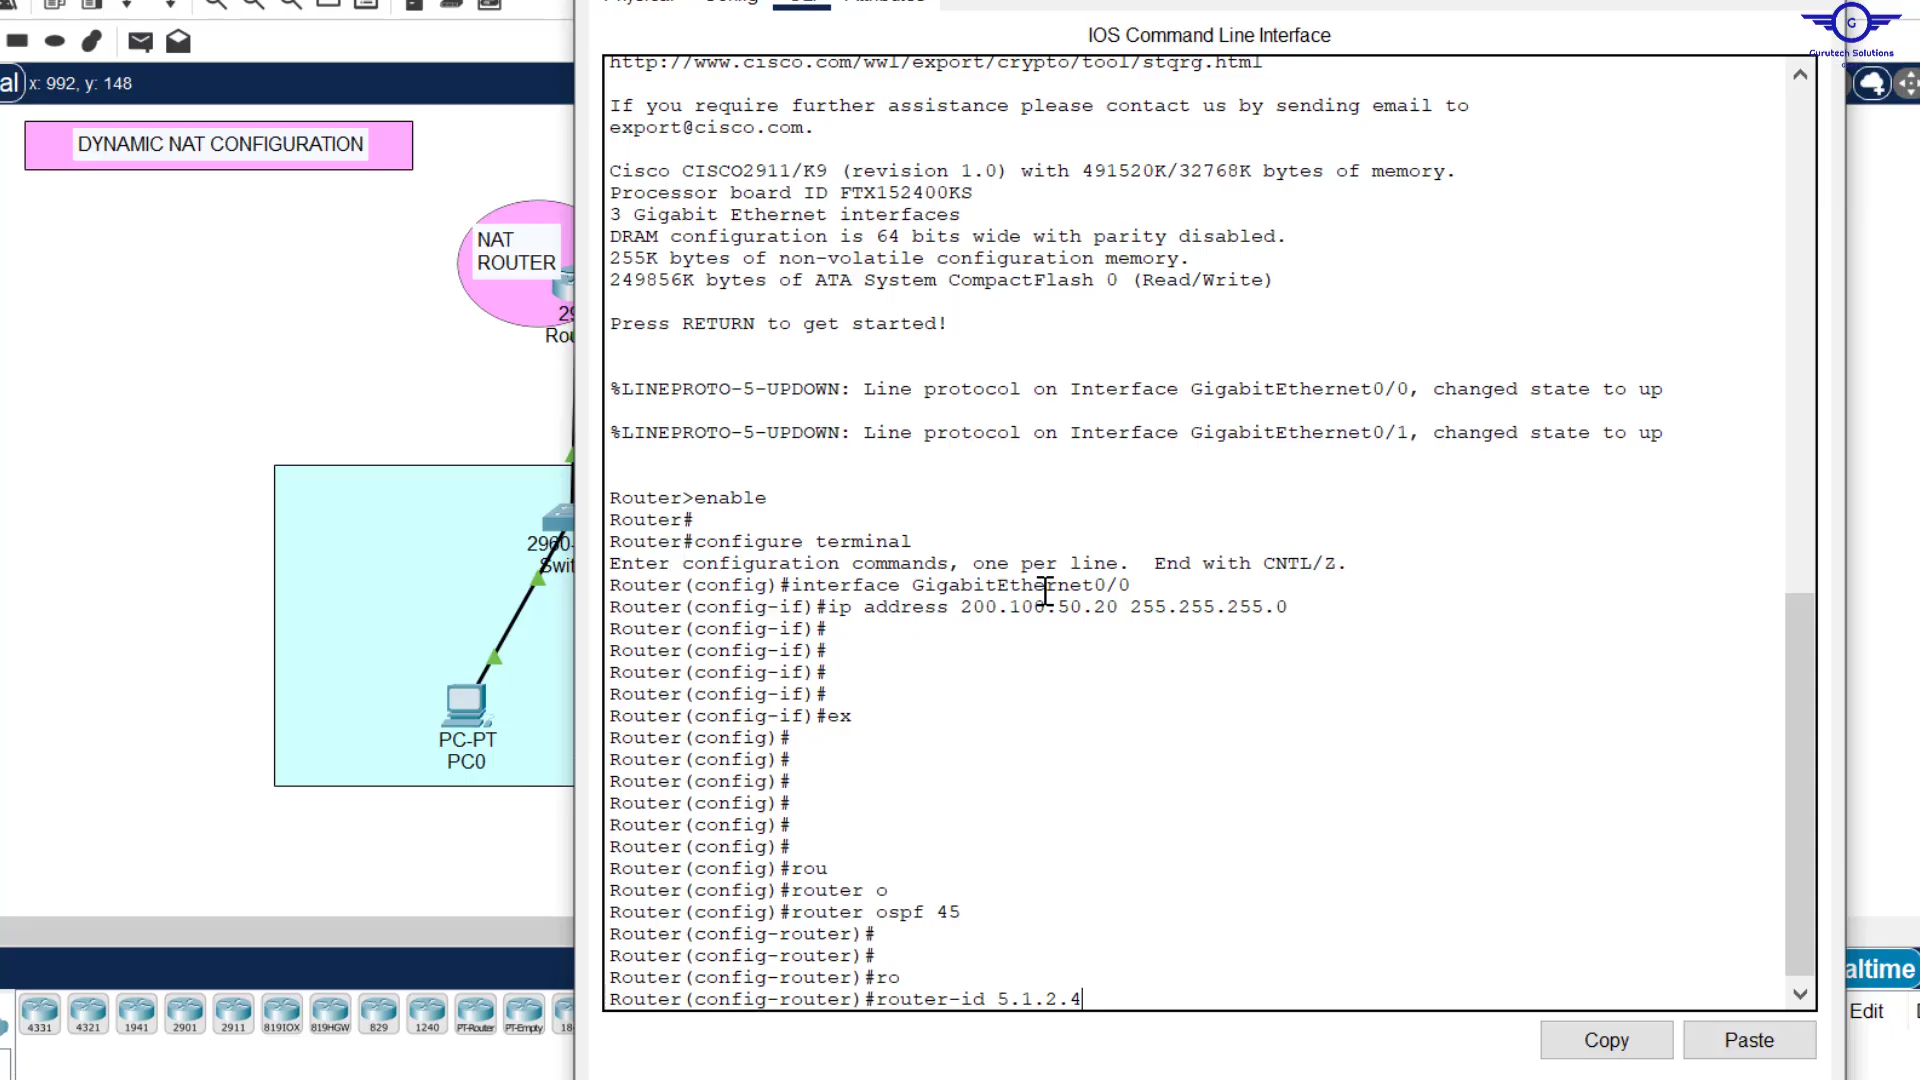 IOS Command Line Interface
G
Gurutech Solutions
x: 992, y: 148
DYNAMIC NAT CONFIGURATION
NAT
ROUTER
PC-PT
PC0
http://www.cisco.com/wwl/export/crypto/tool/stqrg.html
If you require further assistance please contact us by sending email to
export@cisco.com.
Cisco CISCO2911/K9 (revision 1.0) with 491520K/32768K bytes of memory.
Processor board ID FTX152400KS
3 Gigabit Ethernet interfaces
DRAM configuration is 64 bits wide with parity disabled.
255K bytes of non-volatile configuration memory.
249856K bytes of ATA System CompactFlash 0 (Read/Write)
Press RETURN to get started!
%LINEPROTO-5-UPDOWN: Line protocol on Interface GigabitEthernet0/0, changed state to up
%LINEPROTO-5-UPDOWN: Line protocol on Interface GigabitEthernet0/1, changed state to up
Router>enable
Router#
Router#configure terminal
Enter configuration commands, one per line. End with CNTL/Z.
Router(config)#interface GigabitEthernet0/0
Router(config-if)#ip address 200.100.50.20 255.255.255.0
Router(config-if)#
Router(config-if)#
Router(config-if)#
Router(config-if)#
Router(config-if)#ex
Router(config)#
Router(config)#
Router(config)#
Router(config)#
Router(config)#
Router(config)#
Router(config)#rou
Router(config)#router o
Router(config)#router ospf 45
Router(config-router)#
Router(config-router)#
Router(config-router)#ro
Router(config-router)#router-id 5.1.2.4
Copy
Paste
altime
Edit
4331
4321
1941
2901
2911
819IOX
819HGW
829
1240
PT-Router
PT-Empty